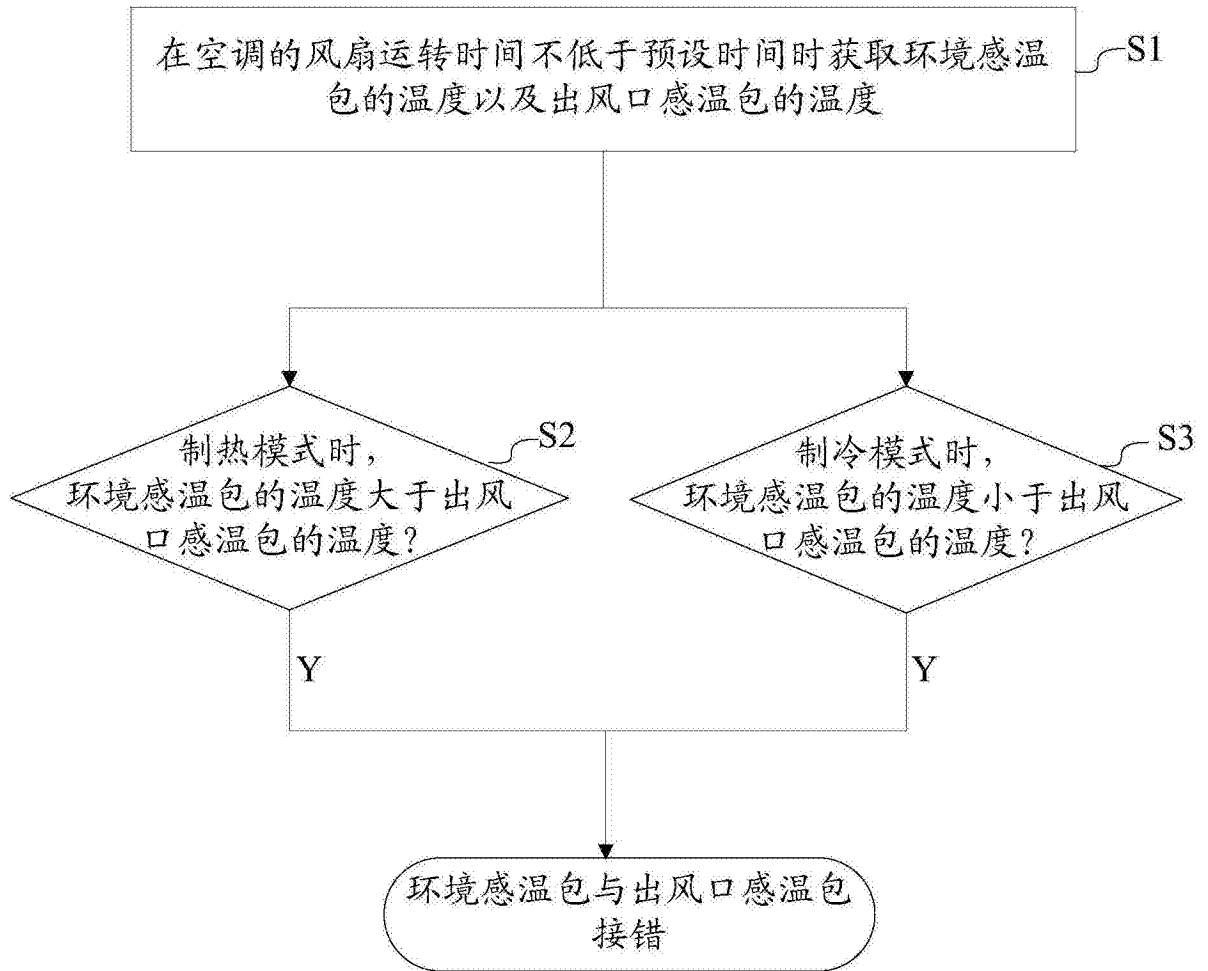 在空调的风扇运转时间不低于预设时间时获取环境感温
包的温度以及出风口感温包的温度
S1
制热模式时，
环境感温包的温度大于出风
口感温包的温度？
S2
制冷模式时，
环境感温包的温度小于出风
口感温包的温度？
S3
Y
Y
环境感温包与出风口感温包
接错